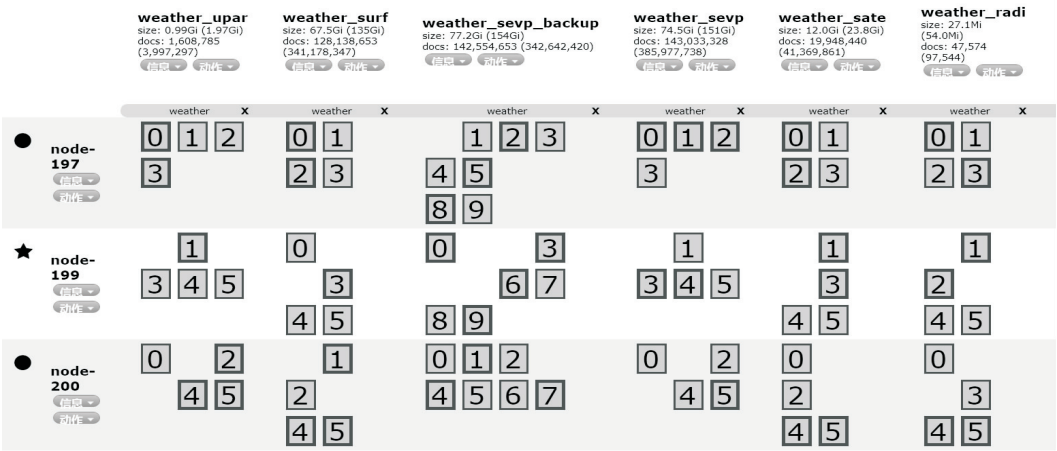 weather_upar
size: 0.99Gi (1.97Gi)
docs: 1,608,785
(3,997,297)
信息 动作
weather_surf
size: 67.5Gi (135Gi)
docs: 128,138,653
(341,178,347)
信息 动作
weather_sevp_backup
size: 77.2Gi (154Gi)
docs: 142,554,653 (342,642,420)
信息 动作
weather_sevp
size: 74.5Gi (151Gi)
docs: 143,033,328
(385,977,738)
信息 动作
weather_sate
size: 12.0Gi (23.8Gi)
docs: 19,948,440
(41,369,861)
信息 动作
weather_radi
size: 27.1Mi
(54.0Mi)
docs: 47,574
(97,544)
信息 动作
weather X weather X weather X weather X weather X weather X
node-
197
信息
动作
0 1 2 0 1 1 2 3 0 1 2 0 1 0 1
3 2 3 4 5 3 2 3 2 3
8 9
node-
199
信息
动作
1 0 0 3 1 1 1
3 4 5 3 6 7 3 4 5 3 2
4 5 8 9 4 5 4 5
node-
200
信息
动作
0 2 1 0 1 2 0 2 0 0
4 5 2 4 5 6 7 4 5 2 3
4 5 4 5 4 5